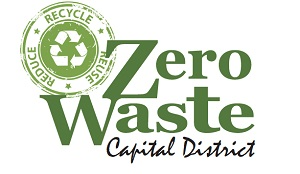 REDUCE RECYCLE REUSE
Zero
Waste
Capital District